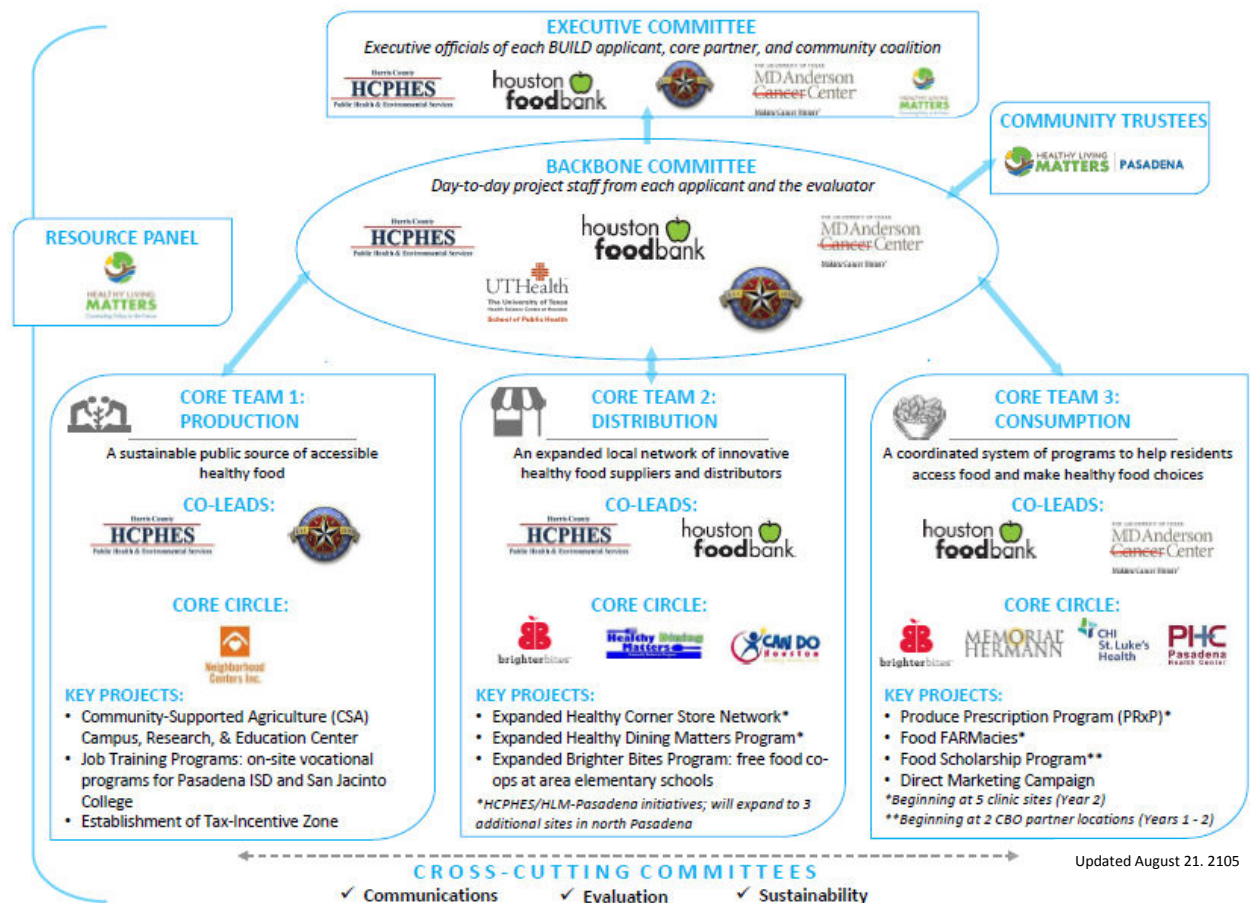 EXECUTIVE COMMITTEE
Executive officials of each BUILD applicant, core partner, and community coalition
Harris County
HCPHES
Public Health & Environmental Services
houston
foodbank
THE UNIVERSITY OF TEXAS
MD Anderson
Cancer Center
Making Cancer History
HEALTHY LIVING
MATTERS
COMMUNITY TRUSTEES
HEALTHY LIVING
MATTERS
PASADENA
BACKBONE COMMITTEE
Day-to-day project staff from each applicant and the evaluator
Harris County
HCPHES
Public Health & Environmental Services
houston
foodbank
THE UNIVERSITY OF TEXAS
MD Anderson
Cancer Center
Making Cancer History
UTHealth
The University of Texas
Health Science Center at Houston
School of Public Health
RESOURCE PANEL
HEALTHY LIVING
MATTERS
CORE TEAM 1:
PRODUCTION
A sustainable public source of accessible
healthy food
CO-LEADS:
Harris County
HCPHES
Public Health & Environmental Services
CORE CIRCLE:
Neighborhood
Centers Inc.
KEY PROJECTS:
• Community-Supported Agriculture (CSA)
Campus, Research, & Education Center
• Job Training Programs: on-site vocational
programs for Pasadena ISD and San Jacinto
College
• Establishment of Tax-Incentive Zone
CORE TEAM 2:
DISTRIBUTION
An expanded local network of innovative
healthy food suppliers and distributors
CO-LEADS:
Harris County
HCPHES
Public Health & Environmental Services
houston
foodbank
CORE CIRCLE:
brighterbites
Healthy Dining
Matters
CAN DO
Houston
KEY PROJECTS:
• Expanded Healthy Corner Store Network*
• Expanded Healthy Dining Matters Program*
• Expanded Brighter Bites Program: free food co-
ops at area elementary schools
*HCPHES/HLM-Pasadena initiatives; will expand to 3
additional sites in north Pasadena
CORE TEAM 3:
CONSUMPTION
A coordinated system of programs to help residents
access food and make healthy food choices
CO-LEADS:
houston
foodbank
THE UNIVERSITY OF TEXAS
MD Anderson
Cancer Center
Making Cancer History
CORE CIRCLE:
brighterbites
MEMORIAL
HERMANN
CHI
St. Luke's
Health
PHC
Pasadena
Health Center
KEY PROJECTS:
• Produce Prescription Program (PRxP)*
• Food FARMacies*
• Food Scholarship Program**
• Direct Marketing Campaign
*Beginning at 5 clinic sites (Year 2)
**Beginning at 2 CBO partner locations (Years 1 - 2)
Updated August 21. 2105
CROSS-CUTTING COMMITTEES
✓ Communications ✓ Evaluation ✓ Sustainability